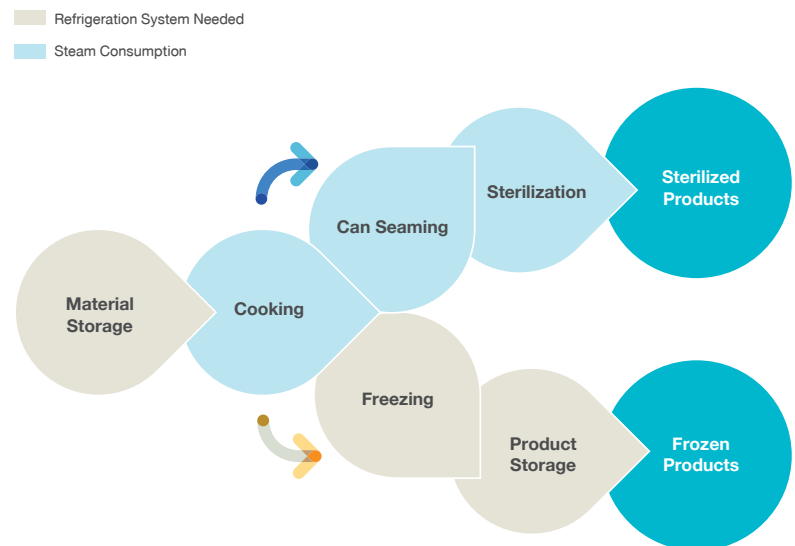 Refrigeration System Needed
Steam Consumption
Material
Storage
Cooking
Can Seaming
Sterilization
Sterilized
Products
Freezing
Product
Storage
Frozen
Products